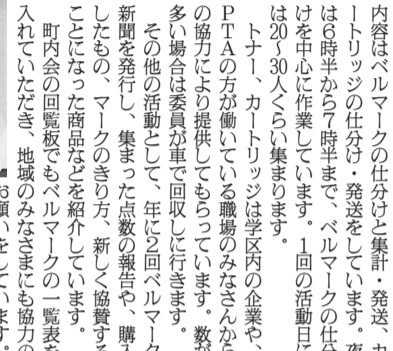 内容はベルマークの仕分けと集計・発送、カ
ートリッジの仕分け・発送をしています。夜
は６時半から７時半まで、ベルマークの仕分
けを中心に作業しています。１回の活動日に
は20～30人くらい集まります。
トナー、カートリッジは学区内の企業や、
ＰＴＡの方が働いている職場のみなさんから
の協力により提供してもらっています。数が
多い場合は委員が車で回収しに行きます。
その他の活動として、年に２回ベルマーク
新聞を発行し、集まった点数の報告や、購入
したもの、マークのきり方、新しく協賛する
ことになった商品などを紹介しています。
町内会の回覧板でもベルマークの一覧表を
入れていただき、地域のみなさまにも協力の
お願いをしています。